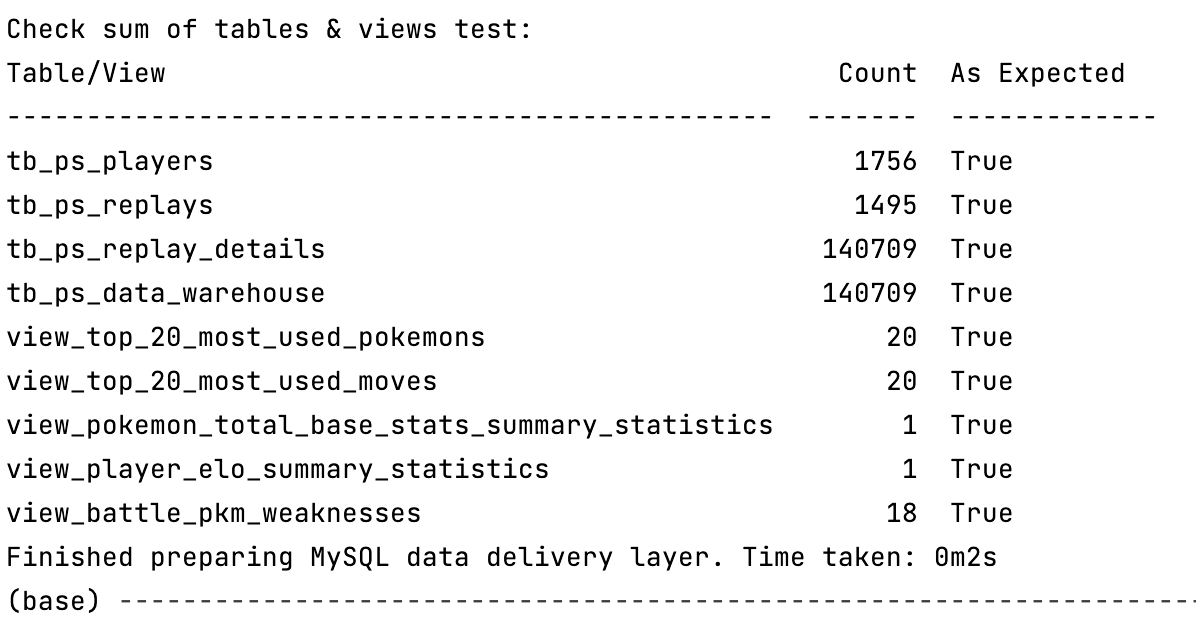 Check sum of tables & views test:
Table/View                                         Count  As Expected
------------------------------------------------  -------  -------------
tb_ps_players                                       1756  True
tb_ps_replays                                       1495  True
tb_ps_replay_details                              140709  True
tb_ps_data_warehouse                              140709  True
view_top_20_most_used_pokemons                        20  True
view_top_20_most_used_moves                           20  True
view_pokemon_total_base_stats_summary_statistics       1  True
view_player_elo_summary_statistics                     1  True
view_battle_pkm_weaknesses                            18  True
Finished preparing MySQL data delivery layer. Time taken: 0m2s
(base) --------------------------------------------------------------------